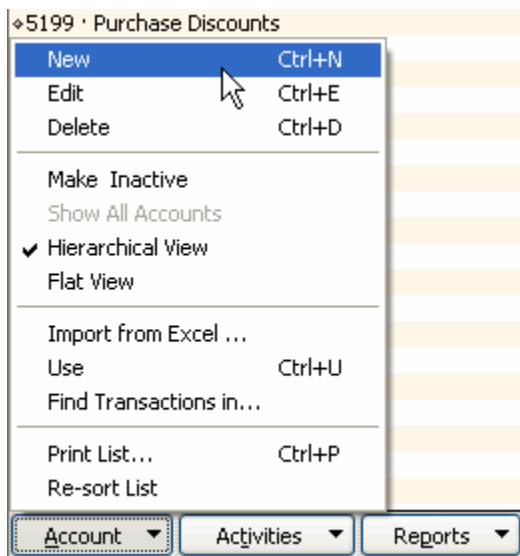 5199 · Purchase Discounts
New Ctrl+N
Edit Ctrl+E
Delete Ctrl+D
Make Inactive
Show All Accounts
Hierarchical View
Flat View
Import from Excel ...
Use Ctrl+U
Find Transactions in...
Print List... Ctrl+P
Re-sort List
Account Activities Reports